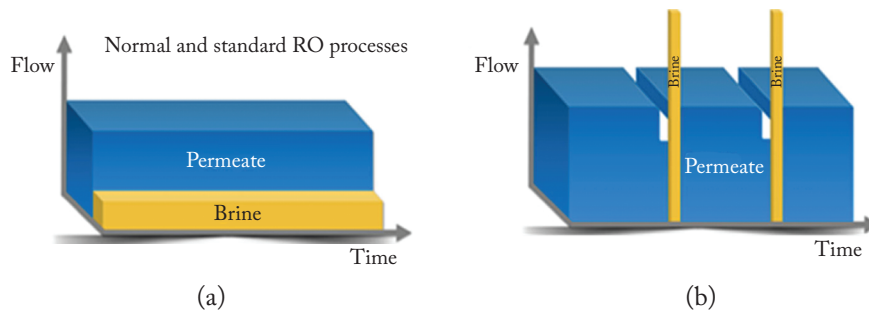 Normal and standard RO processes
Flow
Permeate
Brine
Time
(a)
Flow
Brine
Brine
Permeate
Time
(b)